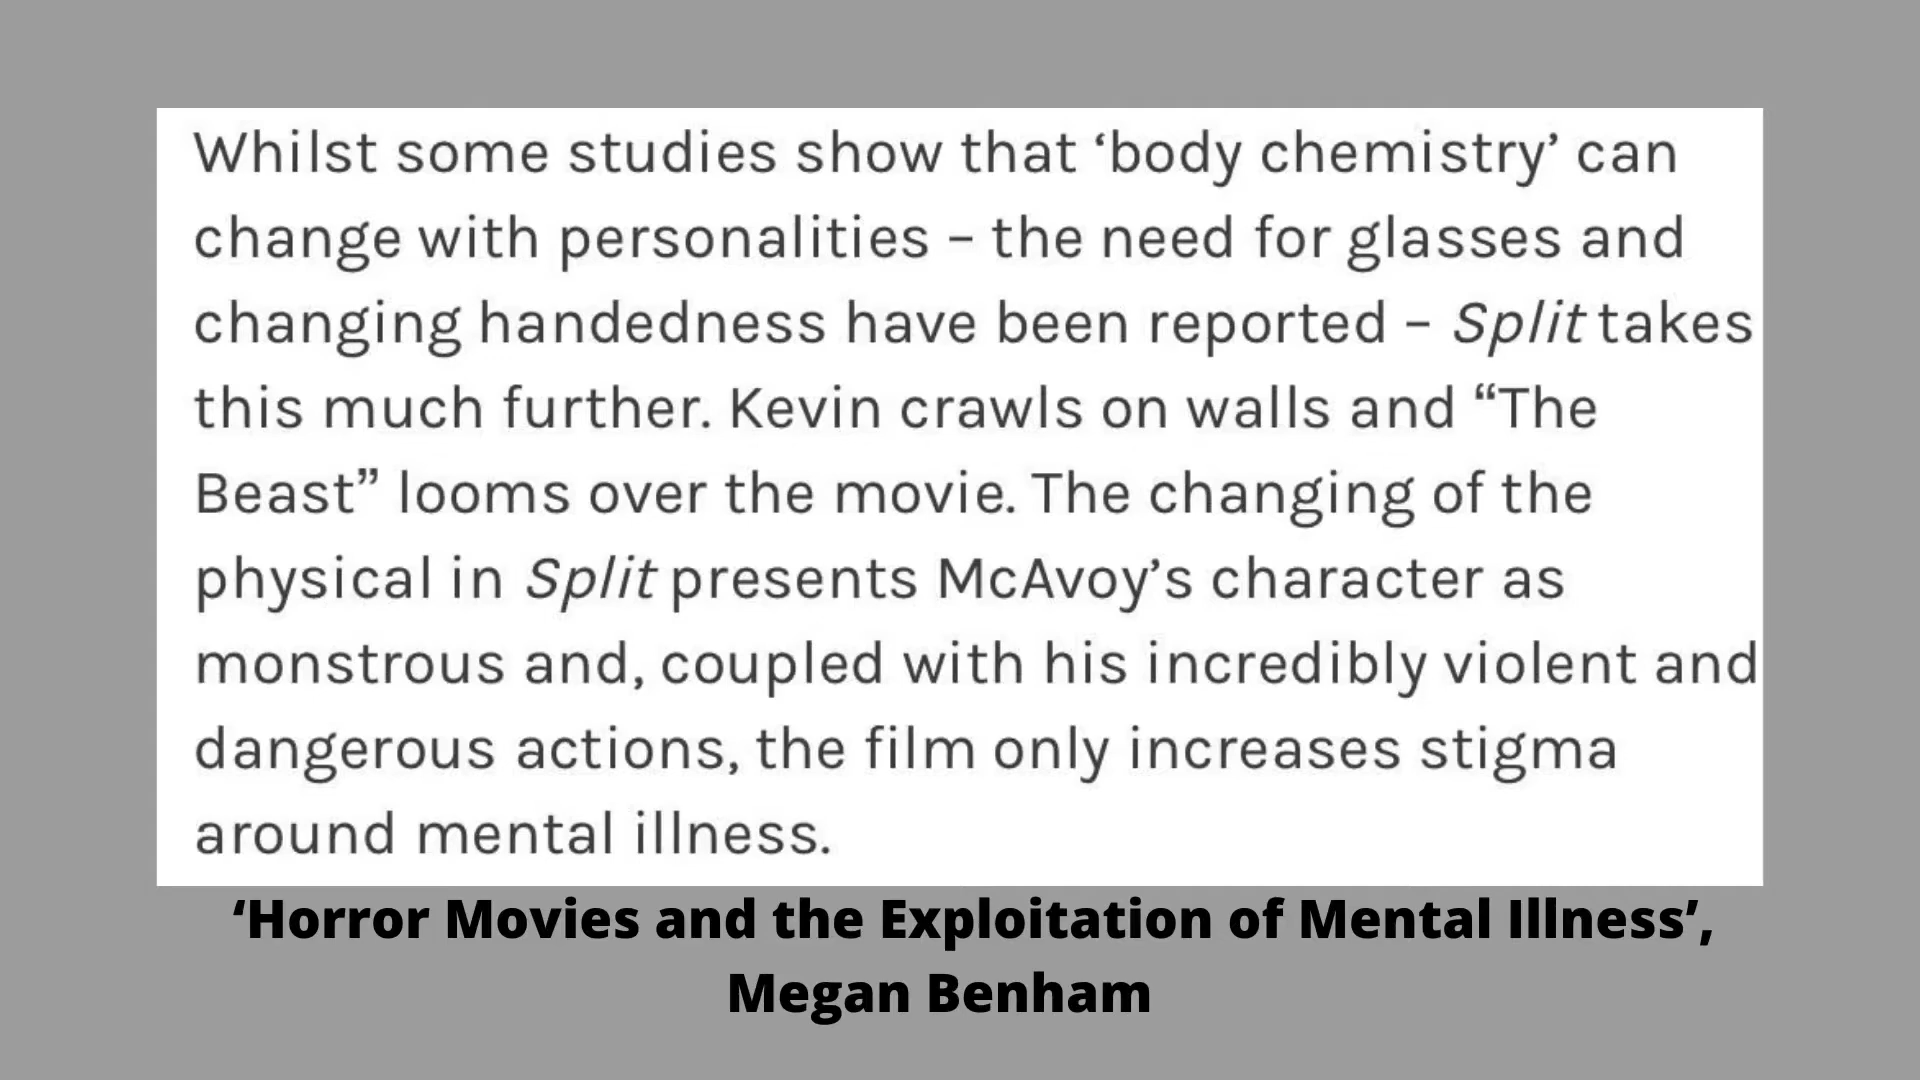 Whilst some studies show that ‘body chemistry’ can
change with personalities – the need for glasses and
changing handedness have been reported – Split takes
this much further. Kevin crawls on walls and “The
Beast” looms over the movie. The changing of the
physical in Split presents McAvoy’s character as
monstrous and, coupled with his incredibly violent and
dangerous actions, the film only increases stigma
around mental illness.
‘Horror Movies and the Exploitation of Mental Illness’,
Megan Benham